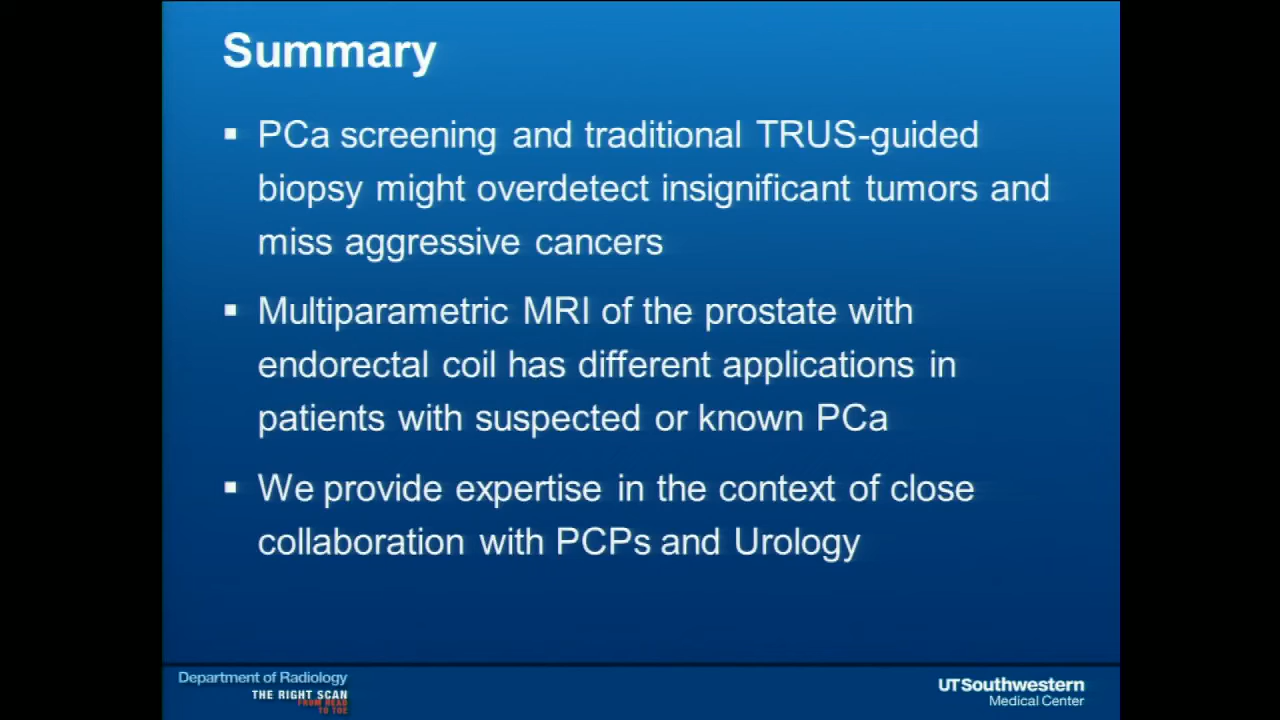 Summary
▪ PCa screening and traditional TRUS-guided
biopsy might overdetect insignificant tumors and
miss aggressive cancers
▪ Multiparametric MRI of the prostate with
endorectal coil has different applications in
patients with suspected or known PCa
▪ We provide expertise in the context of close
collaboration with PCPs and Urology
Department of Radiology
THE RIGHT SCAN
FROM HEAD
TO TOE
UT Southwestern
Medical Center